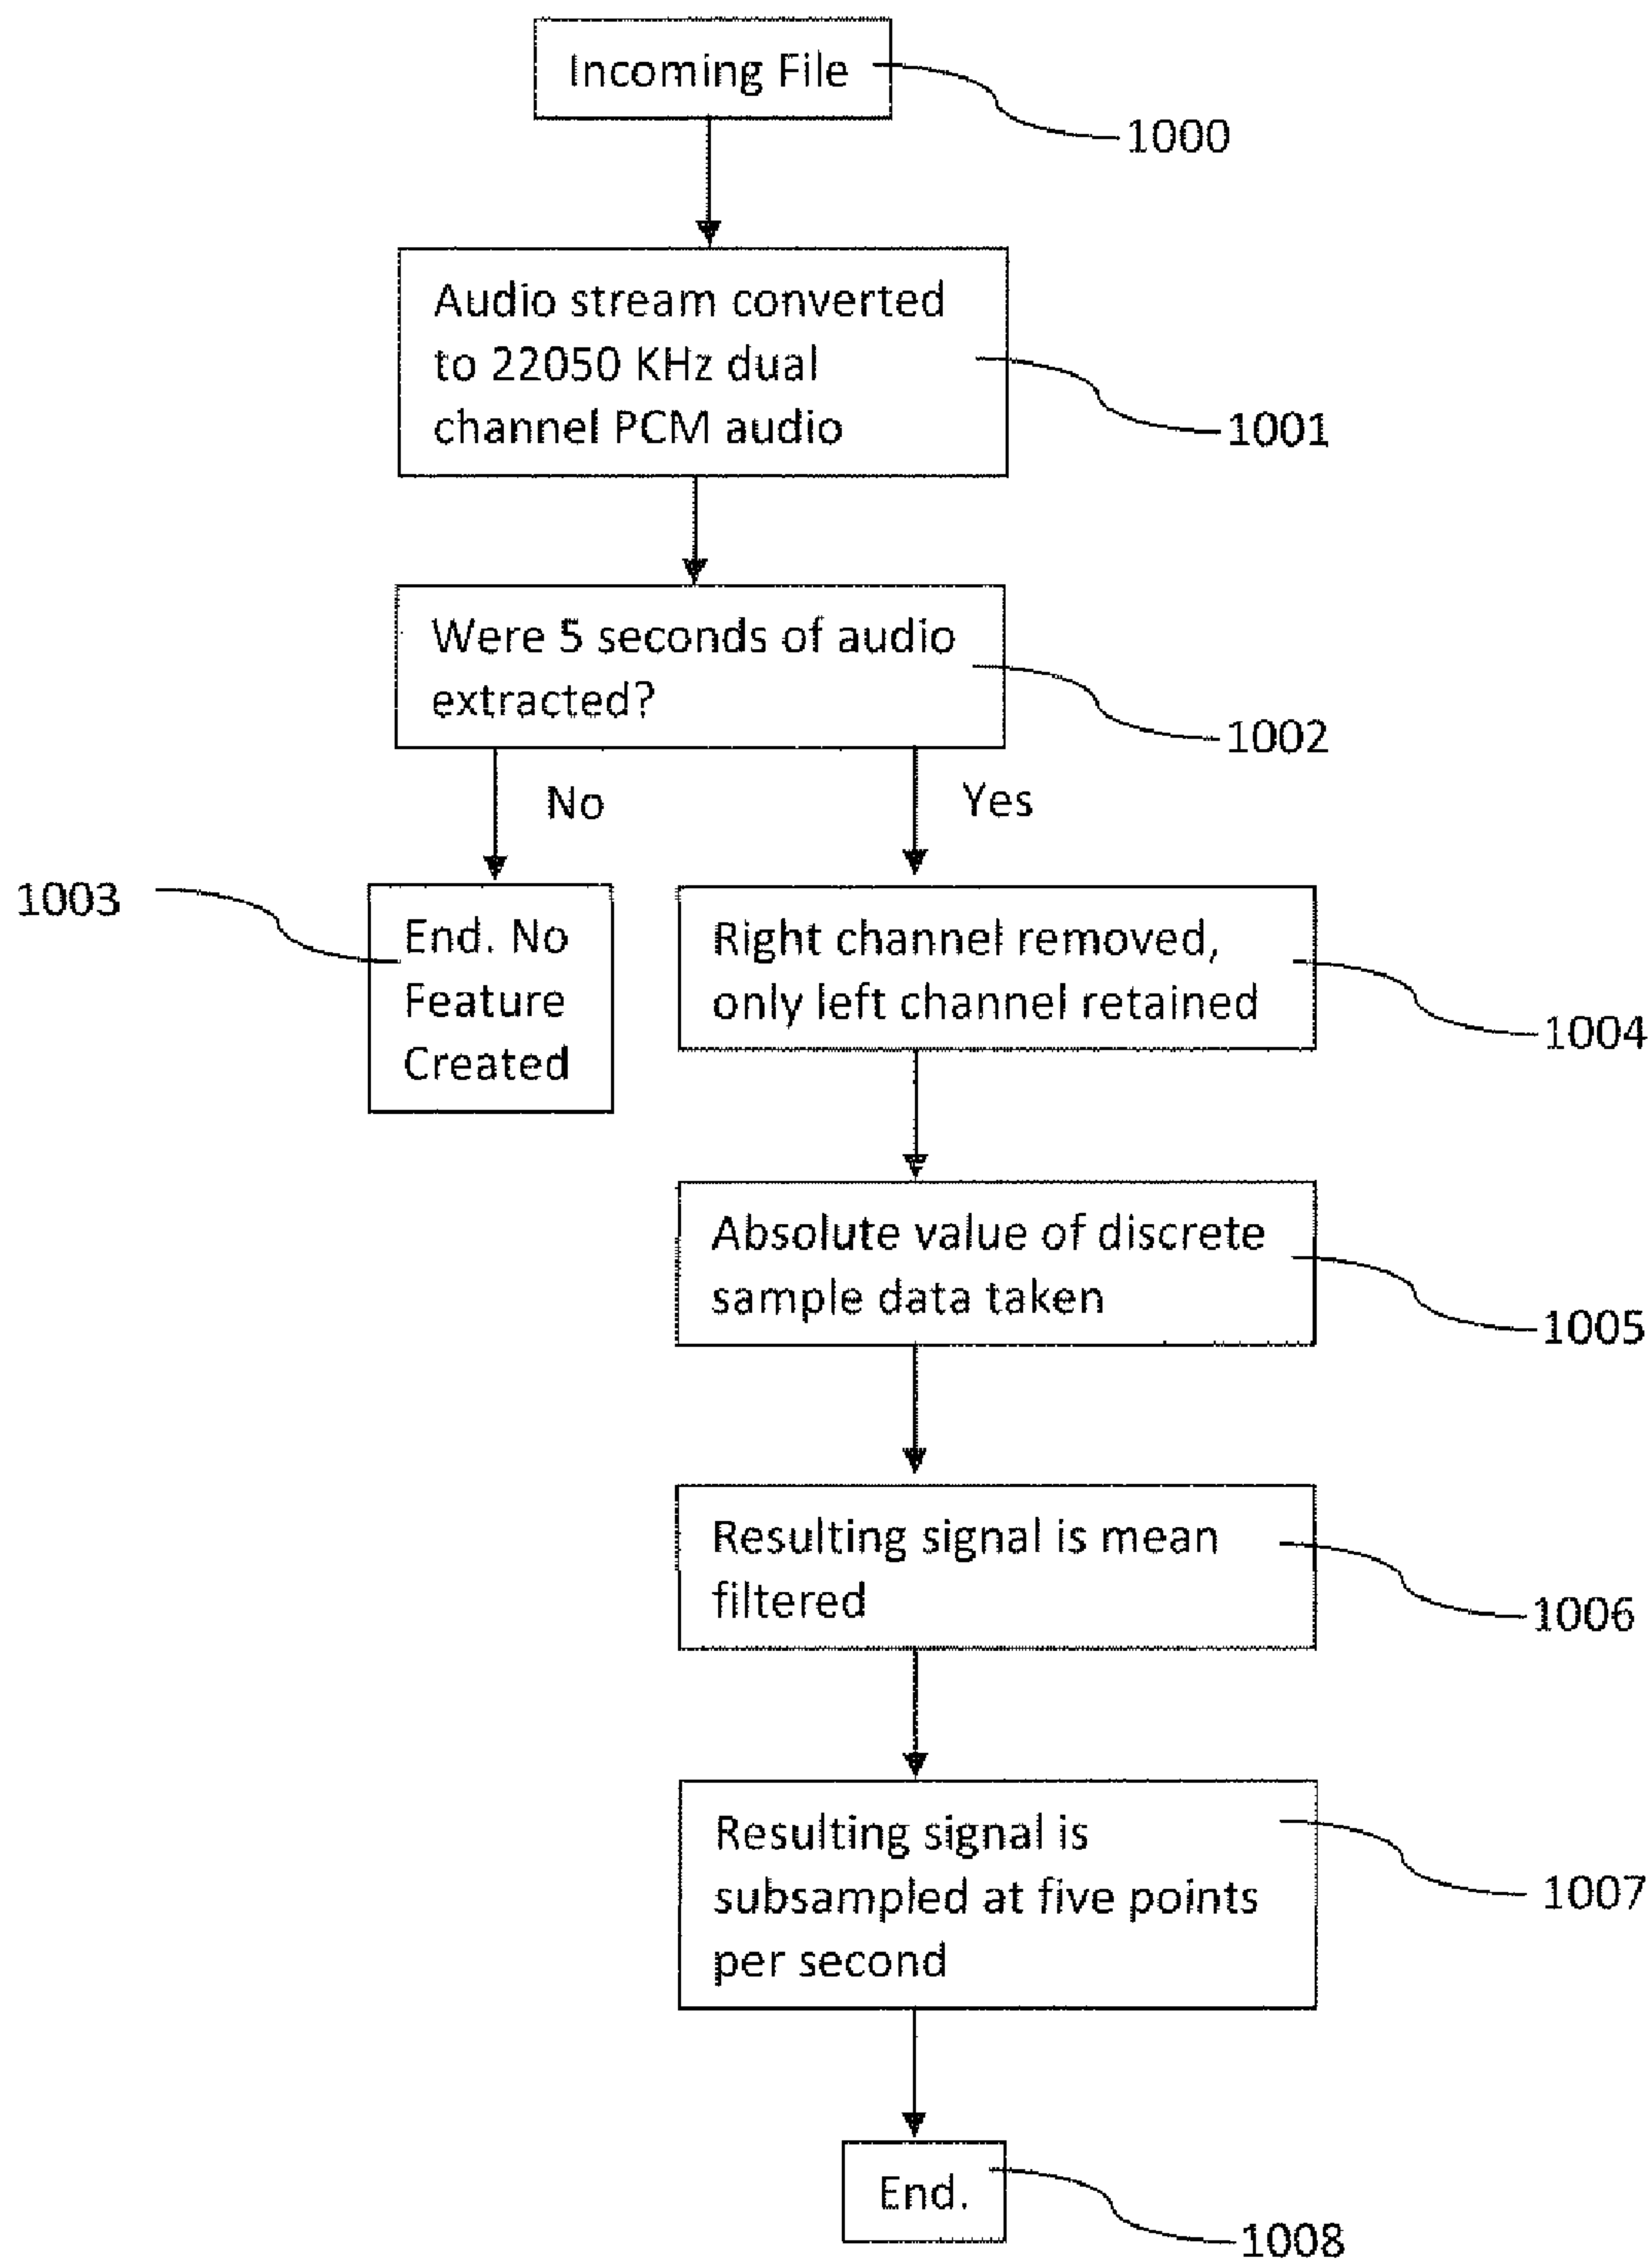 Incoming File
1000
Audio stream converted
to 22050 KHz dual
channel PCM audio
1001
Were 5 seconds of audio
extracted?
1002
No
Yes
1003
End. No
Feature
Created
Right channel removed,
only left channel retained
1004
Absolute value of discrete
sample data taken
1005
Resulting signal is mean
filtered
1006
Resulting signal is
subsampled at five points
per second
1007
End.
1008